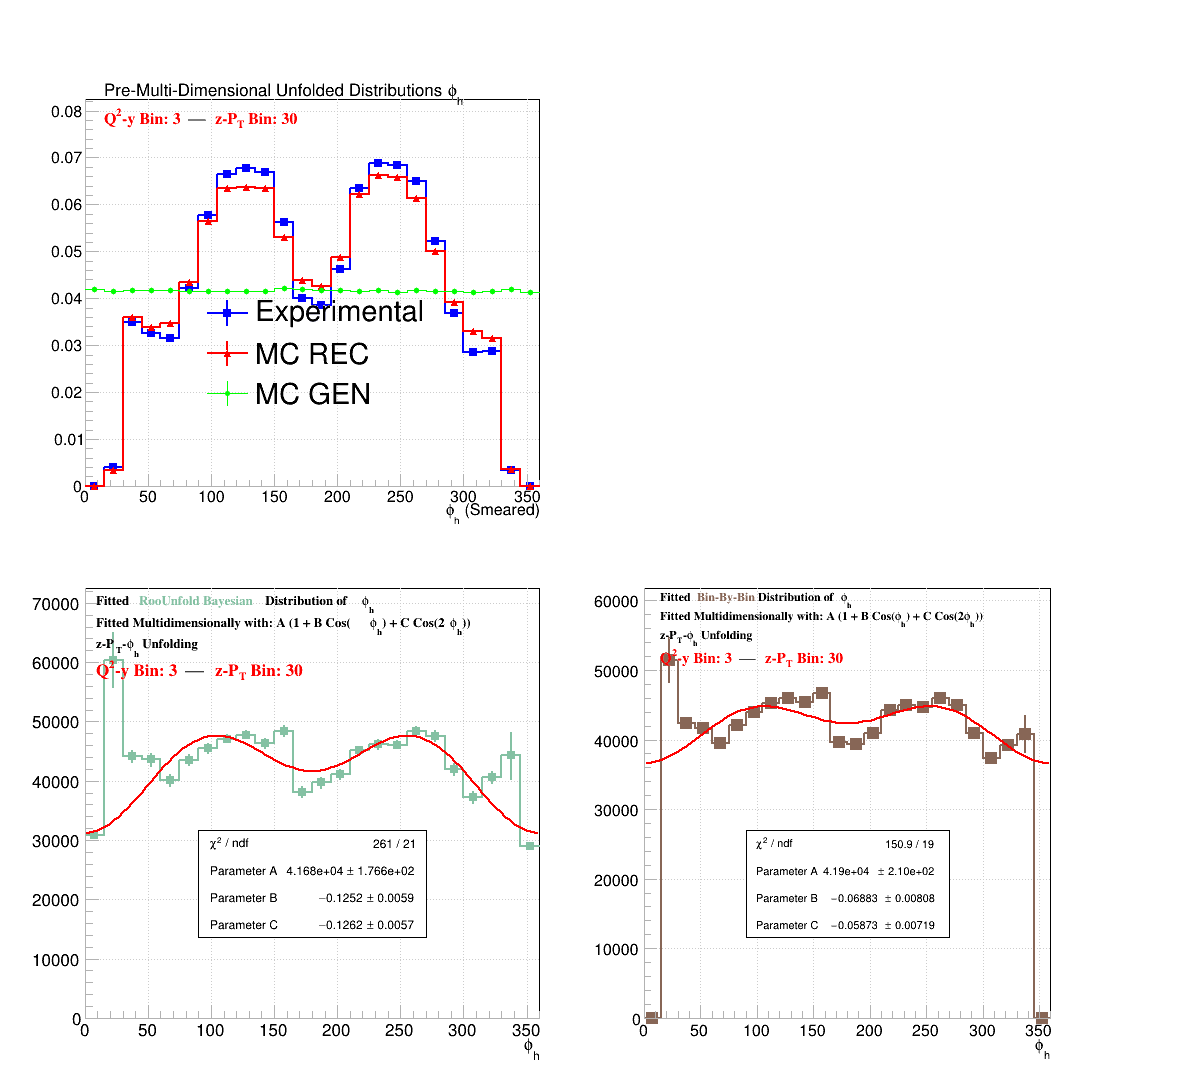 Pre-Multi-Dimensional Unfolded Distributions ϕh
Q²-y Bin: 3 — z-PT Bin: 30
0.08
0.07
0.06
0.05
0.04
0.03
0.02
0.01
0
Experimental
MC REC
MC GEN
0 50 100 150 200 250 300 350
ϕh (Smeared)
Fitted RooUnfold Bayesian Distribution of ϕh
Fitted Multidimensionally with: A (1 + B Cos( ϕh) + C Cos(2 ϕh))
z-PT-ϕh Unfolding
Q²-y Bin: 3 — z-PT Bin: 30
70000
60000
50000
40000
30000
20000
10000
0
χ² / ndf 261 / 21
Parameter A 4.168e+04 ± 1.766e+02
Parameter B −0.1252 ± 0.0059
Parameter C −0.1262 ± 0.0057
0 50 100 150 200 250 300 350
ϕh
Fitted Bin-By-Bin Distribution of ϕh
Fitted Multidimensionally with: A (1 + B Cos(ϕh) + C Cos(2ϕh))
z-PT-ϕh Unfolding
Q²-y Bin: 3 — z-PT Bin: 30
60000
50000
40000
30000
20000
10000
0
χ² / ndf 150.9 / 19
Parameter A 4.19e+04 ± 2.10e+02
Parameter B −0.06883 ± 0.00808
Parameter C −0.05873 ± 0.00719
0 50 100 150 200 250 300 350
ϕh